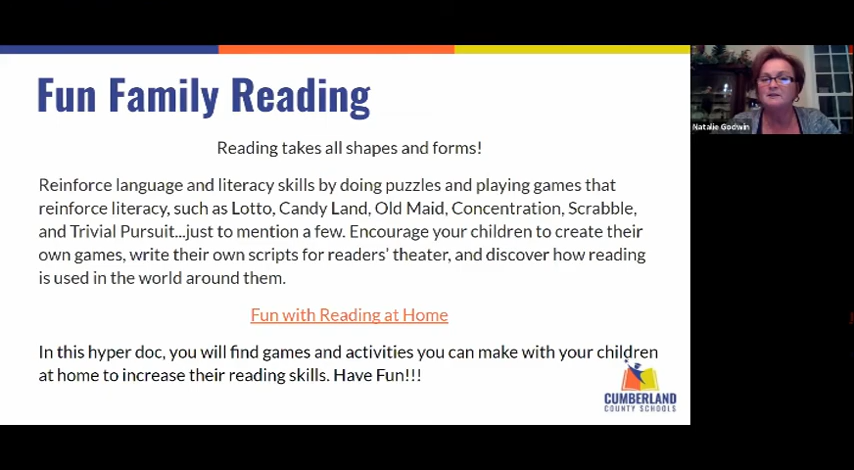 Fun Family Reading
Reading takes all shapes and forms!
Reinforce language and literacy skills by doing puzzles and playing games that
reinforce literacy, such as Lotto, Candy Land, Old Maid, Concentration, Scrabble,
and Trivial Pursuit...just to mention a few. Encourage your children to create their
own games, write their own scripts for readers' theater, and discover how reading
is used in the world around them.
Fun with Reading at Home
In this hyper doc, you will find games and activities you can make with your children
at home to increase their reading skills. Have Fun!!!
CUMBERLAND
COUNTY SCHOOLS
Natalie Godwin